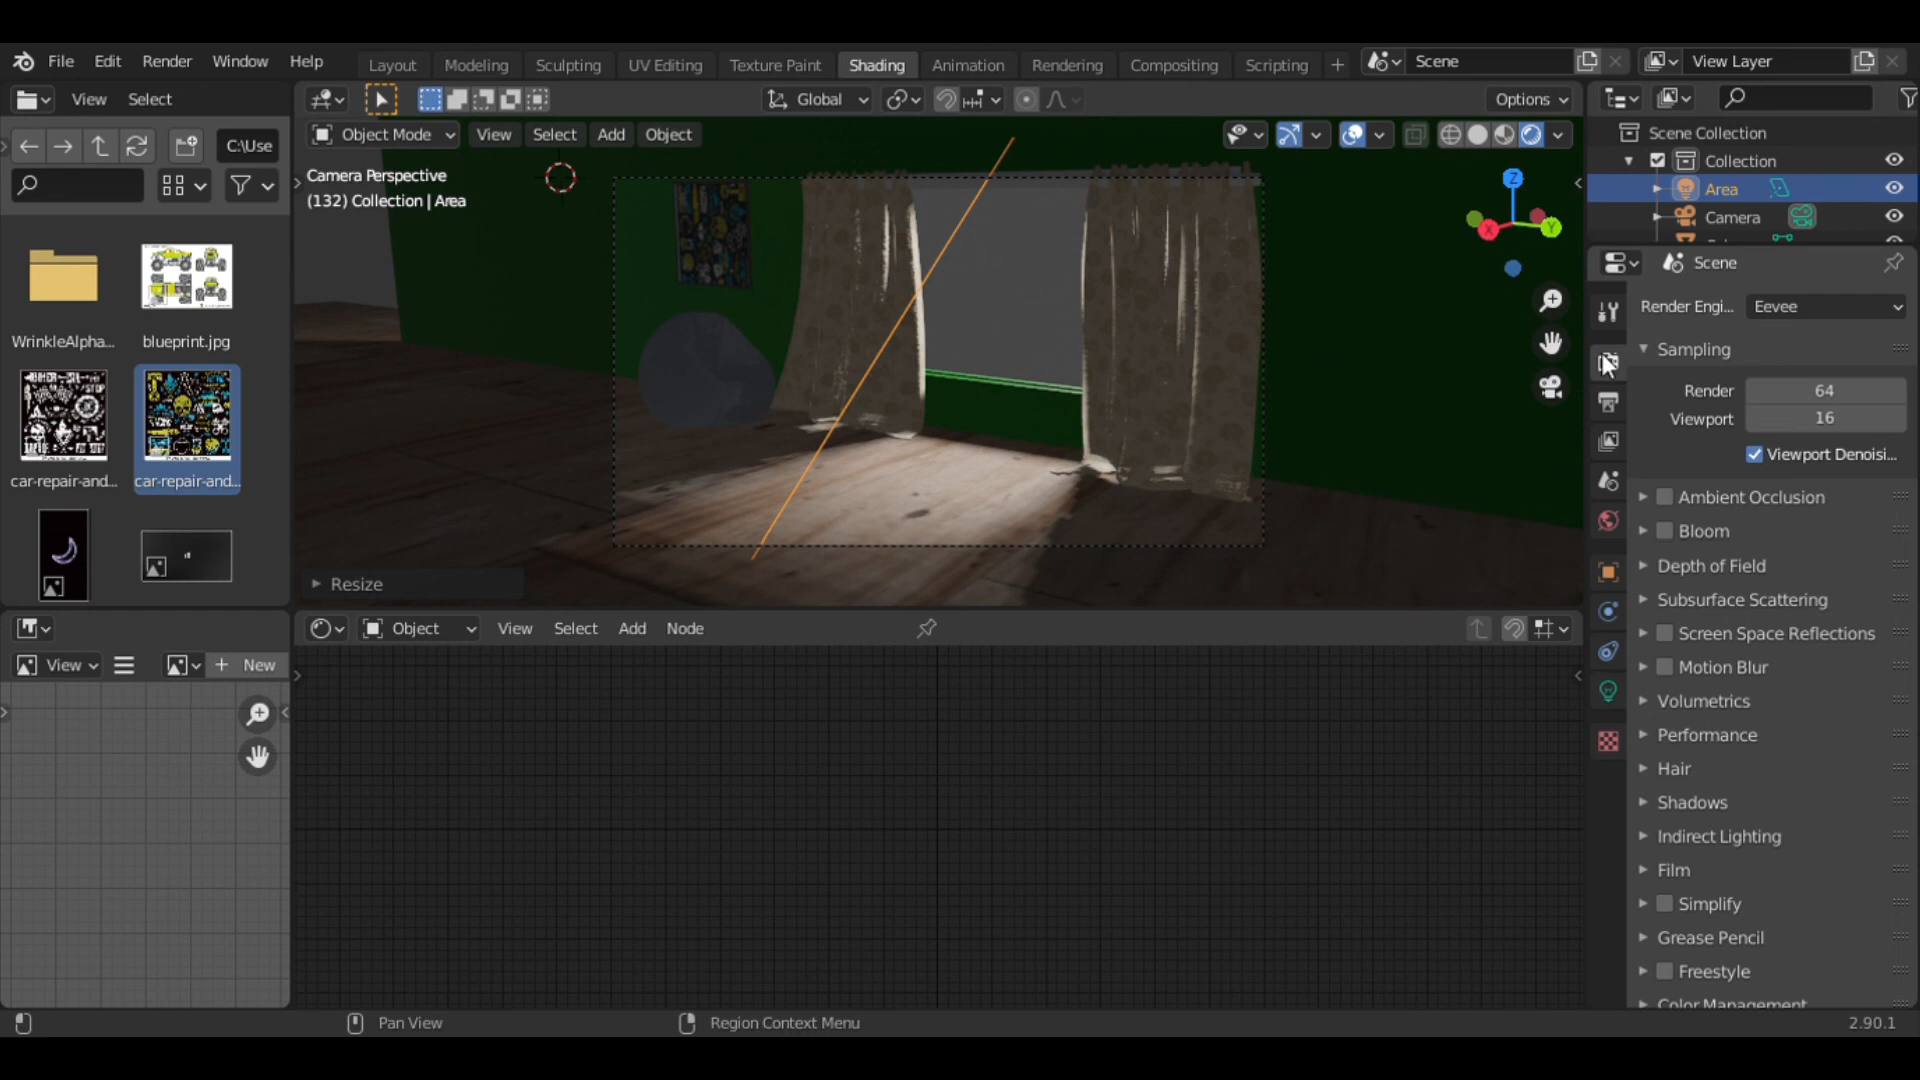 File Edit Render Window Help
Layout Modeling Sculpting UV Editing Texture Paint Shading Animation Rendering Compositing Scripting +
Scene
View Layer
View Select
Global
Options
C:\Use
Object Mode View Select Add Object
Camera Perspective
(132) Collection | Area
Z
X
Y
WrinkleAlpha... blueprint.jpg
car-repair-and... car-repair-and...
Resize
Scene Collection
Collection
Area
Camera
Scene
Render Engi... Eevee
Sampling
Render 64
Viewport 16
Viewport Denoisi...
Ambient Occlusion
Bloom
Depth of Field
Subsurface Scattering
Screen Space Reflections
Motion Blur
Volumetrics
Performance
Hair
Shadows
Indirect Lighting
Film
Simplify
Grease Pencil
Freestyle
Color Management
Object View Select Add Node
View
+ New
Pan View
Region Context Menu
2.90.1